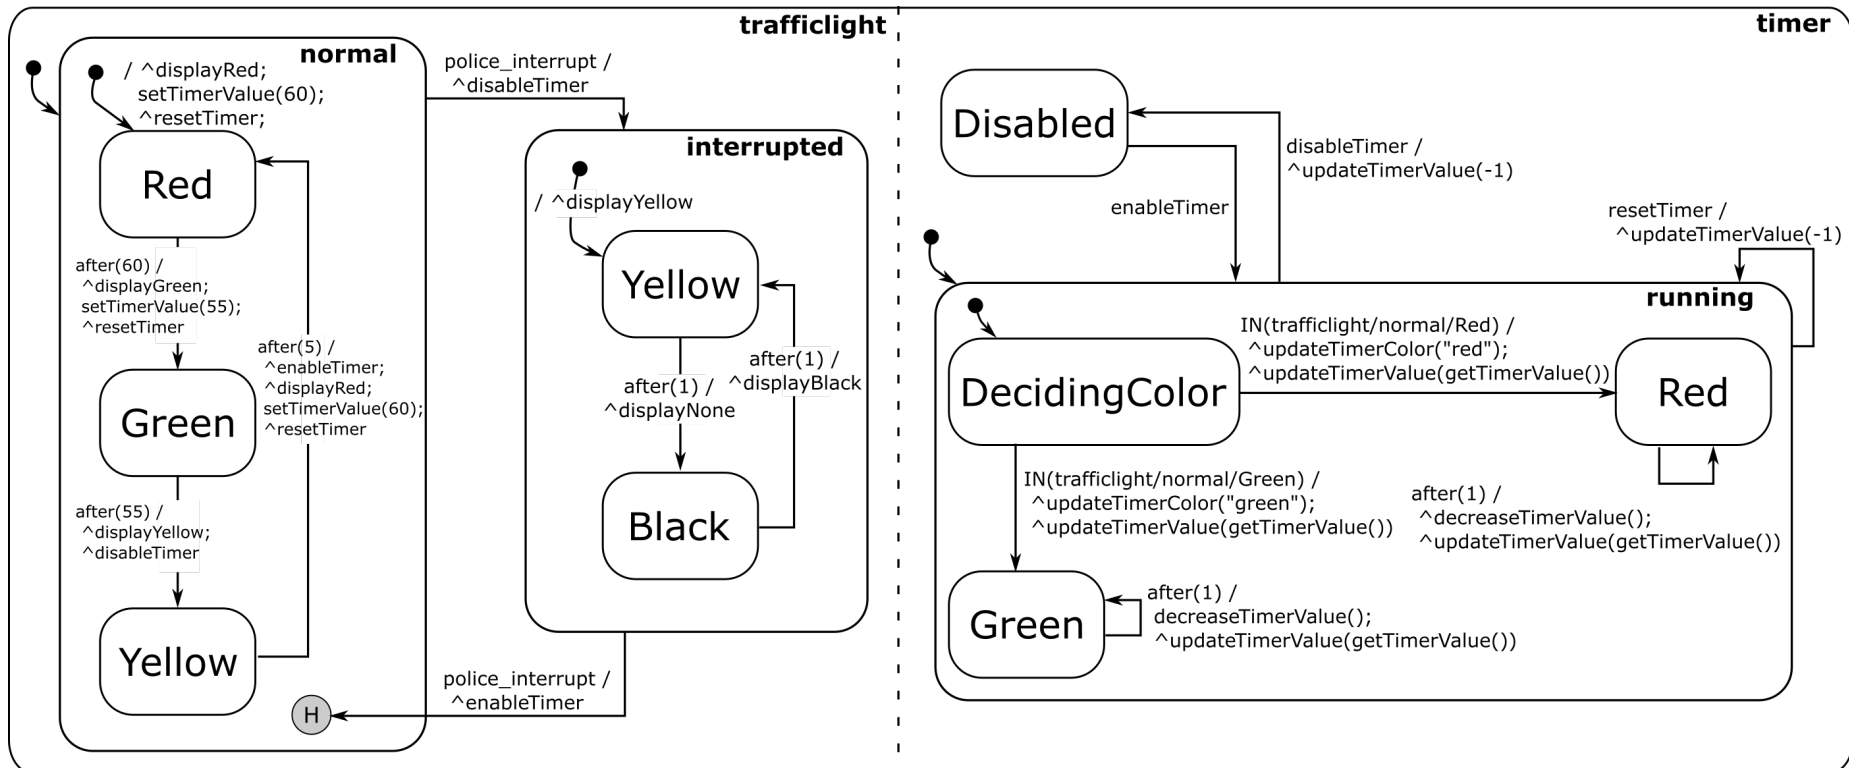 trafficlight
timer
normal
/ ^displayRed;
setTimerValue(60);
^resetTimer;
Red
after(60) /
^displayGreen;
setTimerValue(55);
^resetTimer
Green
after(5) /
^enableTimer;
^displayRed;
setTimerValue(60);
^resetTimer
after(55) /
^displayYellow;
^disableTimer
Yellow
H
police_interrupt /
^disableTimer
interrupted
/ ^displayYellow
Yellow
after(1) /
^displayNone
after(1) /
^displayBlack
Black
police_interrupt /
^enableTimer
Disabled
disableTimer /
^updateTimerValue(-1)
enableTimer
resetTimer /
^updateTimerValue(-1)
running
DecidingColor
IN(trafficlight/normal/Red) /
^updateTimerColor("red");
^updateTimerValue(getTimerValue())
Red
IN(trafficlight/normal/Green) /
^updateTimerColor("green");
^updateTimerValue(getTimerValue())
after(1) /
^decreaseTimerValue();
^updateTimerValue(getTimerValue())
Green
after(1) /
decreaseTimerValue();
^updateTimerValue(getTimerValue())